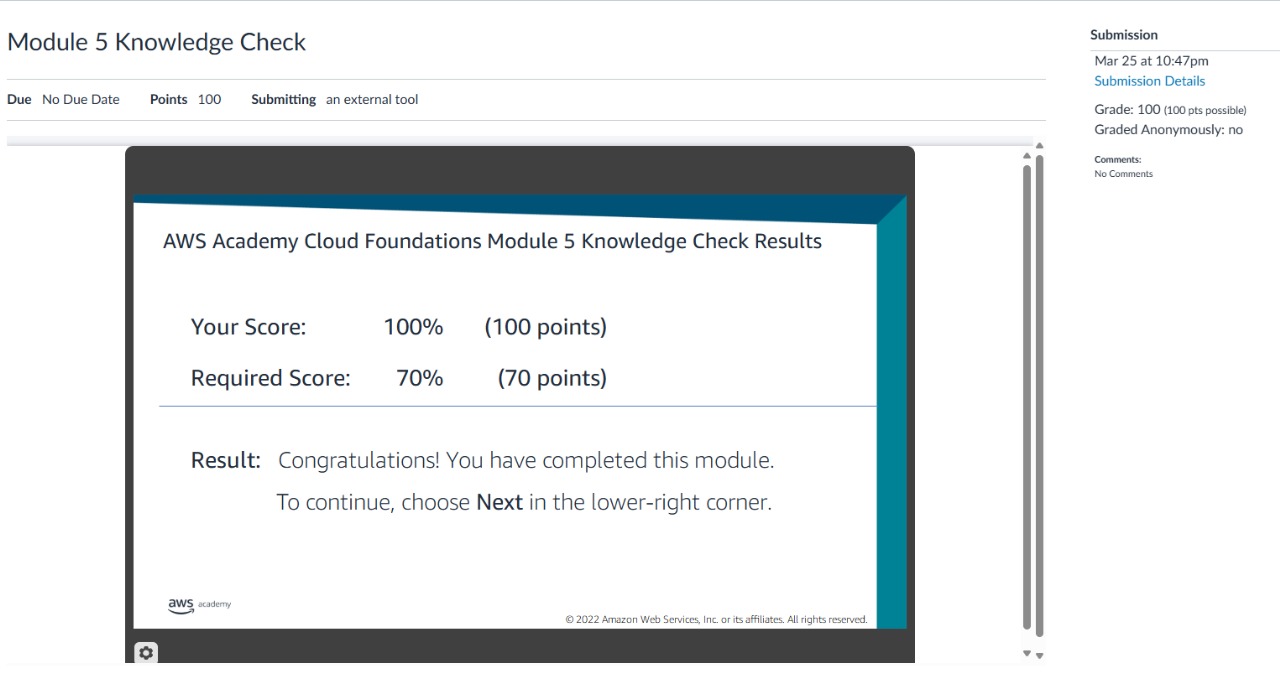 Module 5 Knowledge Check
Due No Due Date Points 100 Submitting an external tool
AWS Academy Cloud Foundations Module 5 Knowledge Check Results
Your Score: 100% (100 points)
Required Score: 70% (70 points)
Result: Congratulations! You have completed this module.
To continue, choose Next in the lower-right corner.
aws academy
© 2022 Amazon Web Services, Inc. or its affiliates. All rights reserved.
Submission
Mar 25 at 10:47pm
Submission Details
Grade: 100 (100 pts possible)
Graded Anonymously: no
Comments:
No Comments